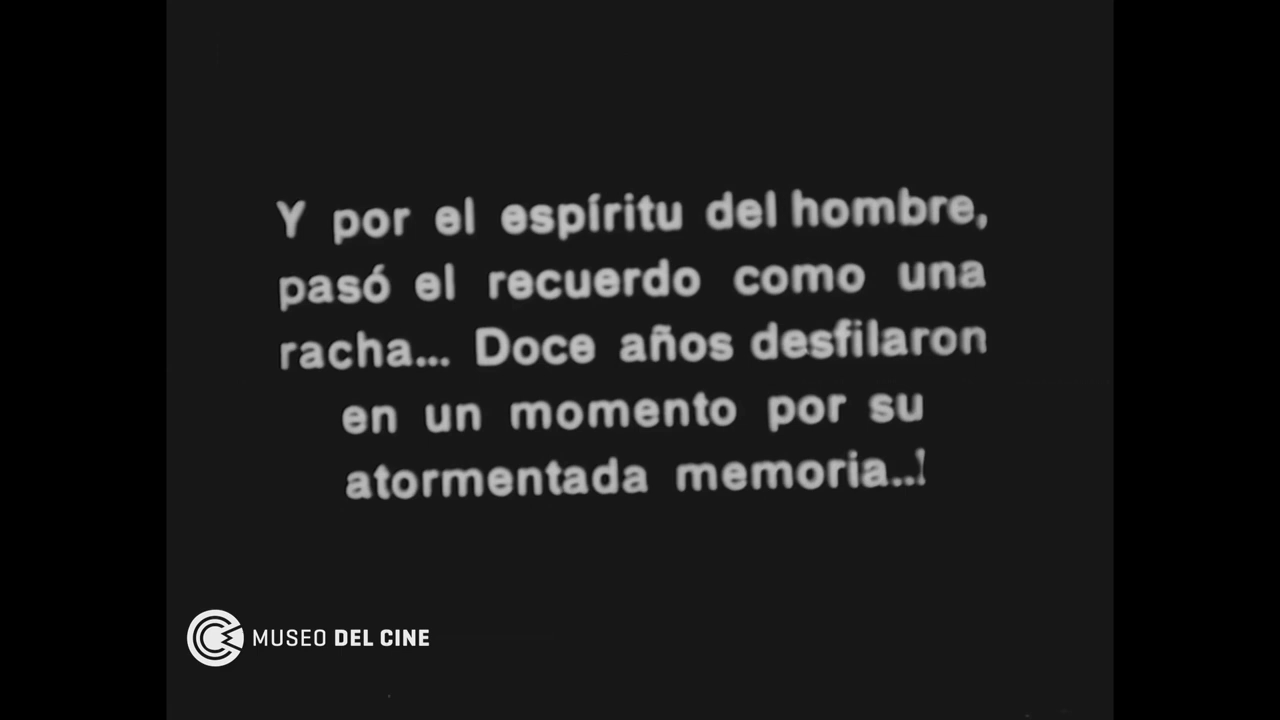 Y por el espíritu del hombre,
pasó el recuerdo como una
racha... Doce años desfilaron
en un momento por su
atormentada memoria..!
MUSEO DEL CINE